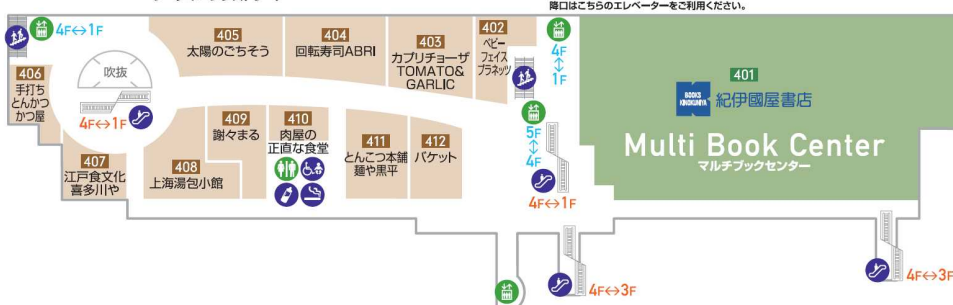 降口はこちらのエレベーターをご利用ください。
4F↔1F
405
太陽のごちそう
404
回転寿司ABRI
403
カプリチョーザ
TOMATO&
GARLIC
402
ベビー
フェイス
プラネッツ
4F
↕
1F
401
BOOKS
KINOKUNIYA
紀伊國屋書店
Multi Book Center
マルチブックセンター
406
手打ち
とんかつ
かつ屋
吹抜
4F↔1F
407
江戸食文化
喜多川や
408
上海湯包小館
409
謝々まる
410
肉屋の
正直な食堂
411
とんこつ本舗
麺や黒平
412
バケット
5F
↕
4F
4F↔1F
4F↔3F
4F↔3F